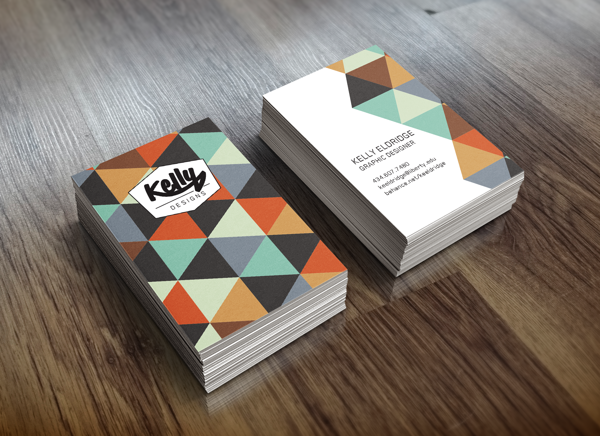 Kelly
DESIGNS
KELLY ELDRIDGE
GRAPHIC DESIGNER
434.607.7480
keeldridge@liberty.edu
behance.net/keeldridge